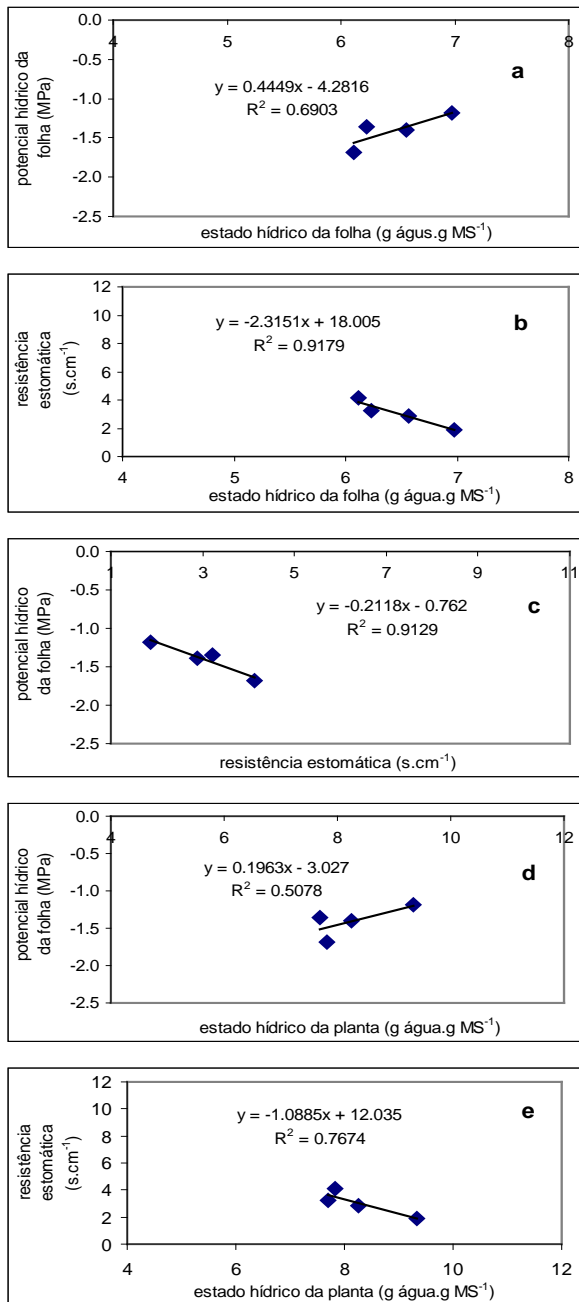 0.0
-0.5
-1.0
-1.5
-2.0
-2.5
4 5 6 7 8
potencial hídrico da
folha (MPa)
a
y = 0.4449x - 4.2816
R² = 0.6903
estado hídrico da folha (g águs.g MS⁻¹)
12
10
8
6
4
2
0
4 5 6 7 8
resistência
estomática
(s.cm⁻¹)
b
y = -2.3151x + 18.005
R² = 0.9179
estado hídrico da folha (g água.g MS⁻¹)
0.0
-0.5
-1.0
-1.5
-2.0
-2.5
1 3 5 7 9 11
potencial hídrico
da folha (MPa)
c
y = -0.2118x - 0.762
R² = 0.9129
resistência estomática (s.cm⁻¹)
0.0
-0.5
-1.0
-1.5
-2.0
-2.5
4 6 8 10 12
potencial hídrico
da folha (MPa)
d
y = 0.1963x - 3.027
R² = 0.5078
estado hídrico da planta (g água.g MS⁻¹)
12
10
8
6
4
2
0
4 6 8 10 12
resistência
estomática
(s.cm⁻¹)
e
y = -1.0885x + 12.035
R² = 0.7674
estado hídrico da planta (g água.g MS⁻¹)